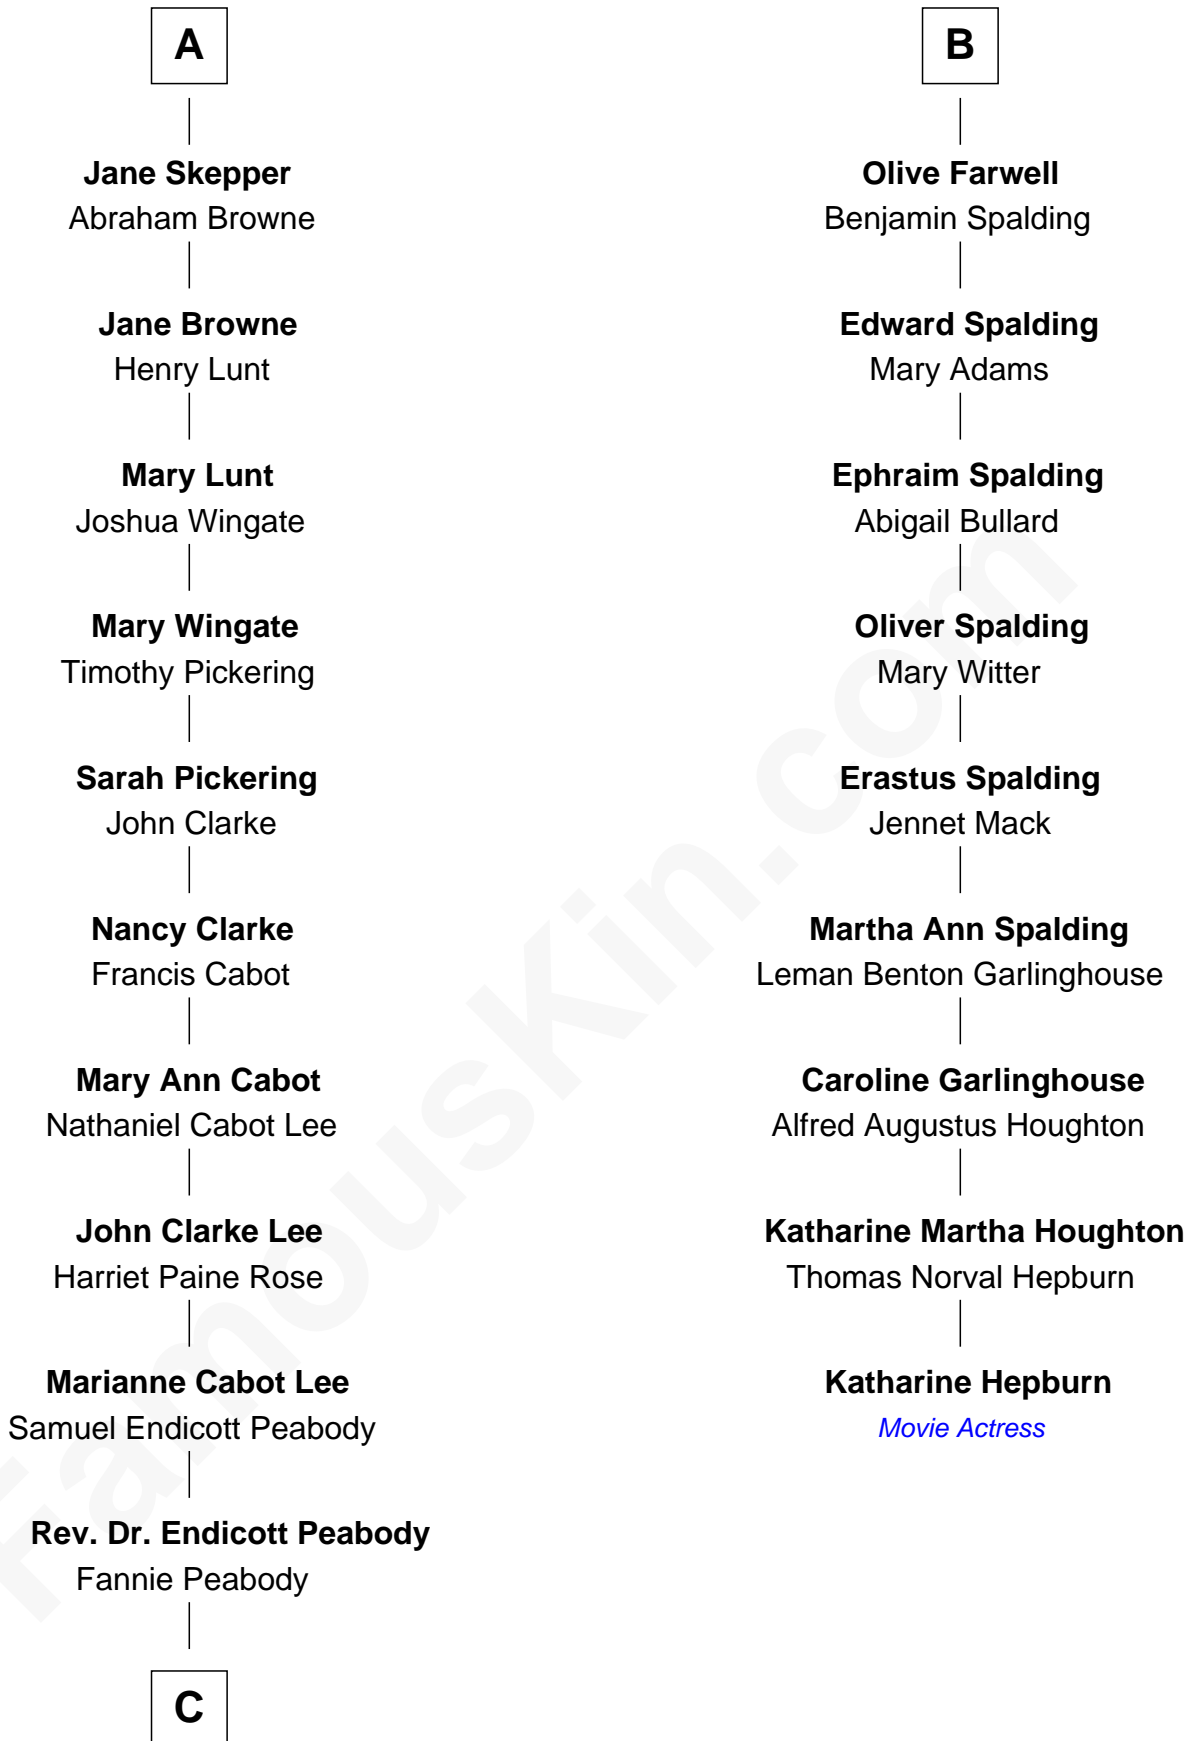 A
Jane Skepper
Abraham Browne
Jane Browne
Henry Lunt
Mary Lunt
Joshua Wingate
Mary Wingate
Timothy Pickering
Sarah Pickering
John Clarke
Nancy Clarke
Francis Cabot
Mary Ann Cabot
Nathaniel Cabot Lee
John Clarke Lee
Harriet Paine Rose
Marianne Cabot Lee
Samuel Endicott Peabody
Rev. Dr. Endicott Peabody
Fannie Peabody
C
B
Olive Farwell
Benjamin Spalding
Edward Spalding
Mary Adams
Ephraim Spalding
Abigail Bullard
Oliver Spalding
Mary Witter
Erastus Spalding
Jennet Mack
Martha Ann Spalding
Leman Benton Garlinghouse
Caroline Garlinghouse
Alfred Augustus Houghton
Katharine Martha Houghton
Thomas Norval Hepburn
Katharine Hepburn
Movie Actress
FamousKin.com